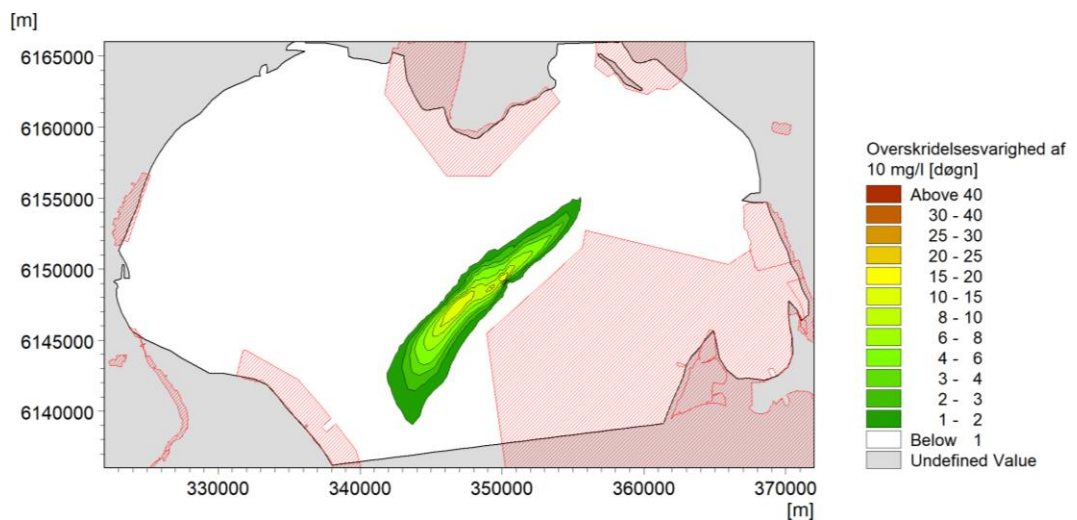 [m]
6165000
6160000
6155000
6150000
6145000
6140000
330000 340000 350000 360000 370000
[m]
Overskridelsesvarighed af
10 mg/l [døgn]
Above 40
30 - 40
25 - 30
20 - 25
15 - 20
10 - 15
8 - 10
6 - 8
4 - 6
3 - 4
2 - 3
1 - 2
Below 1
Undefined Value